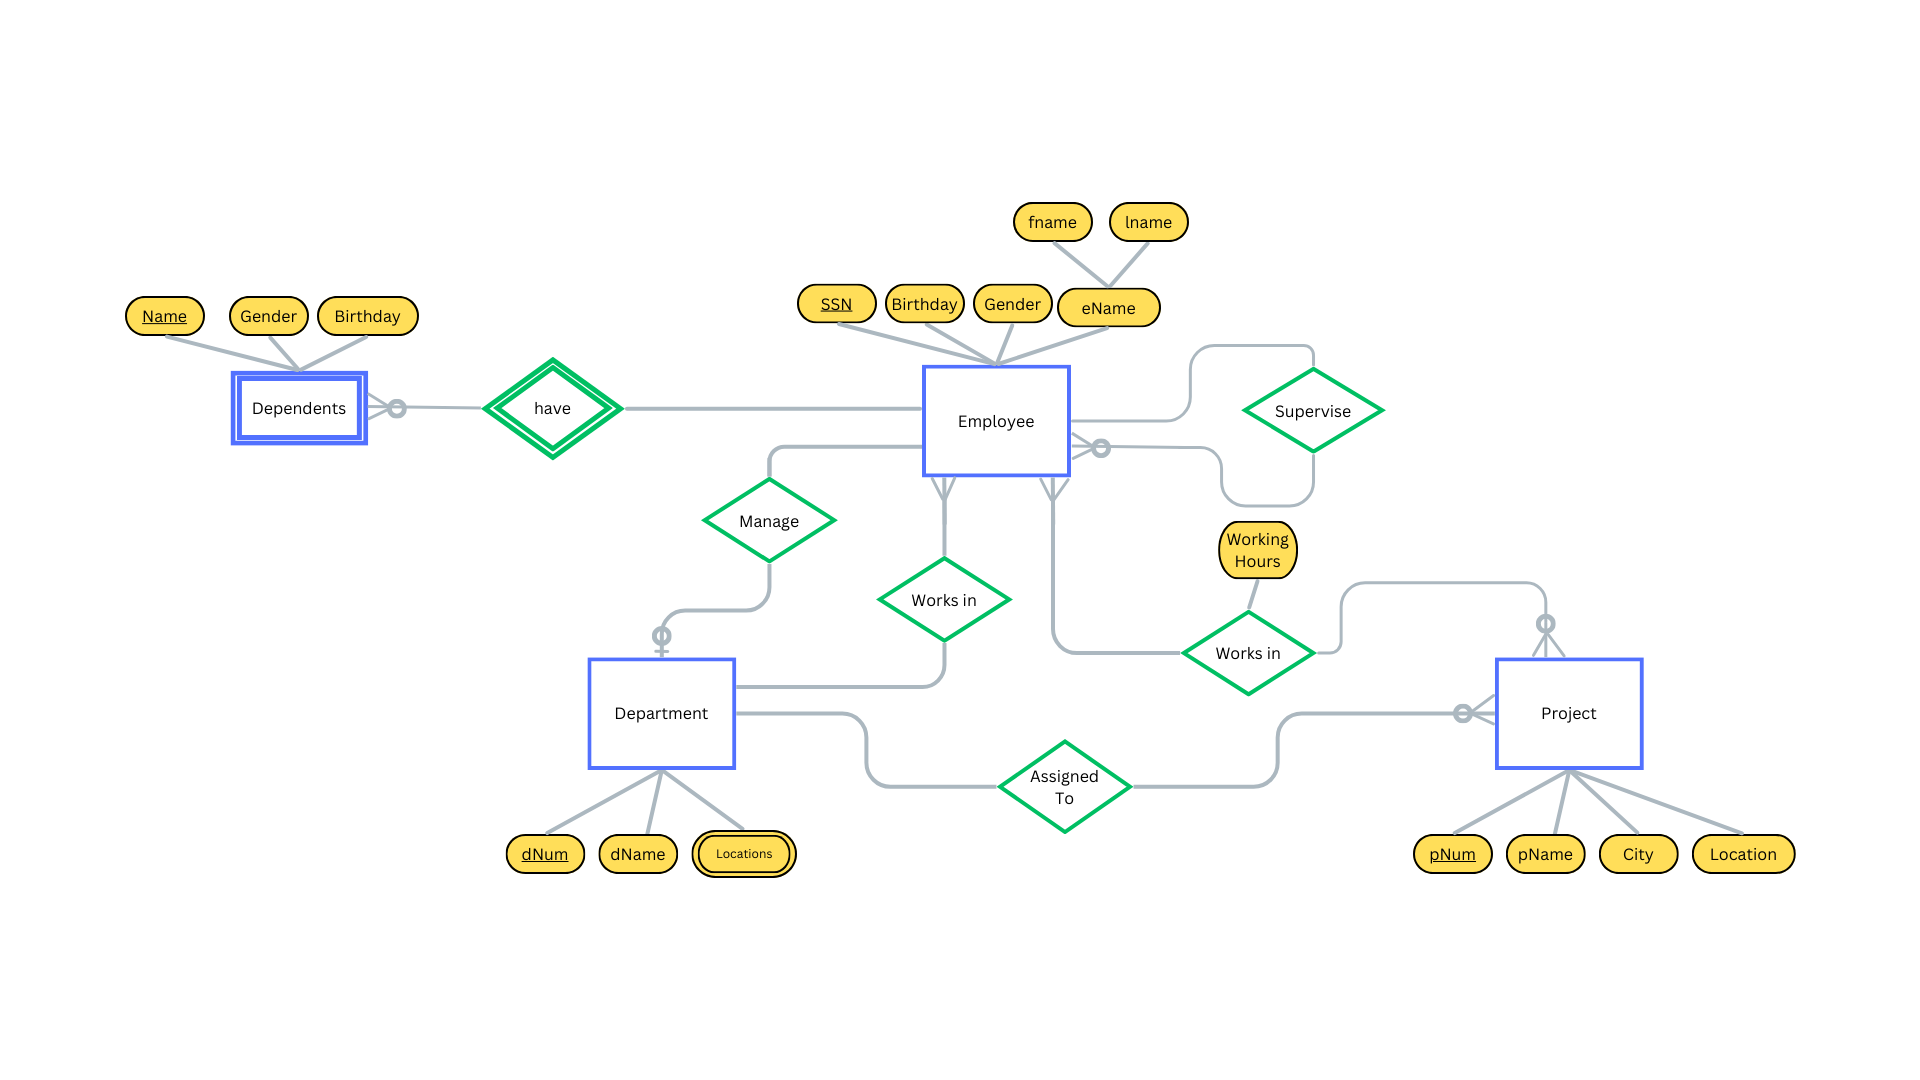 fname
lname
SSN
Birthday
Gender
eName
Name
Gender
Birthday
Dependents
have
Employee
Supervise
Manage
Working
Hours
Works in
Works in
Department
Project
Assigned
To
dNum
dName
Locations
pNum
pName
City
Location